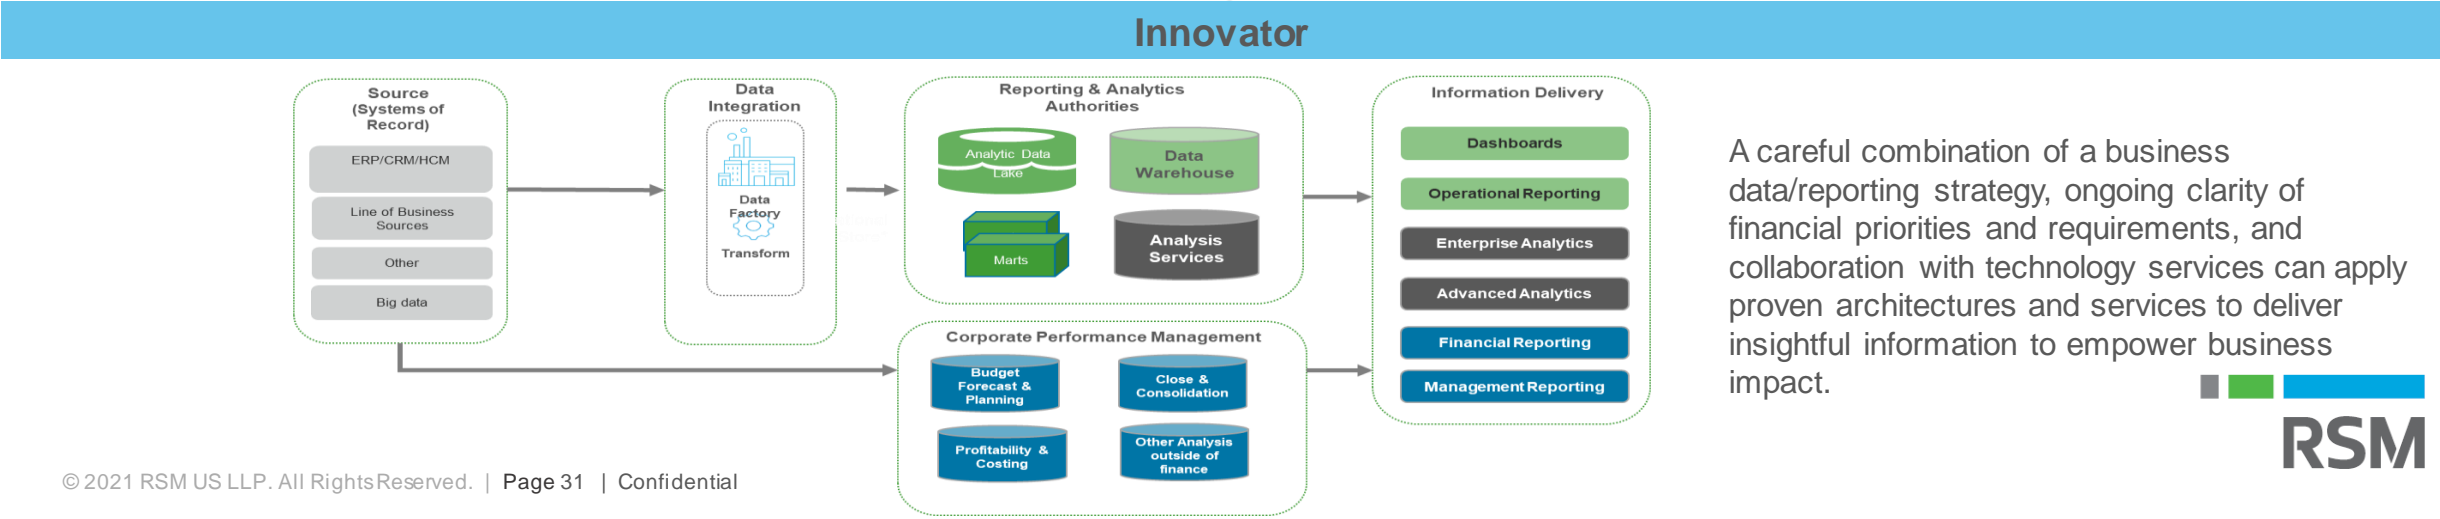 Innovator
Source
(Systems of
Record)
ERP/CRM/HCM
Line of Business
Sources
Other
Big data
Data
Integration
Data
Factory
Transform
Reporting & Analytics
Authorities
Analytic Data
Lake
Data
Warehouse
Marts
Analysis
Services
Corporate Performance Management
Budget
Forecast &
Planning
Close &
Consolidation
Profitability &
Costing
Other Analysis
outside of
finance
Information Delivery
Dashboards
Operational Reporting
Enterprise Analytics
Advanced Analytics
Financial Reporting
Management Reporting
A careful combination of a business
data/reporting strategy, ongoing clarity of
financial priorities and requirements, and
collaboration with technology services can apply
proven architectures and services to deliver
insightful information to empower business
impact.
RSM
© 2021 RSM US LLP. All Rights Reserved. | Page 31 | Confidential